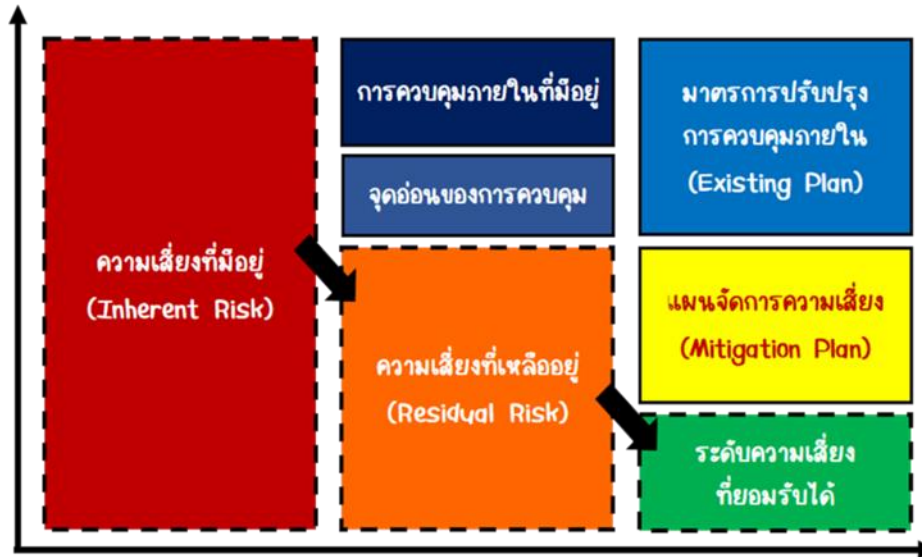 ความเสี่ยงที่มีอยู่
(Inherent Risk)
การควบคุมภายในที่มีอยู่
จุดอ่อนของการควบคุม
ความเสี่ยงที่เหลืออยู่
(Residual Risk)
มาตรการปรับปรุง
การควบคุมภายใน
(Existing Plan)
แผนจัดการความเสี่ยง
(Mitigation Plan)
ระดับความเสี่ยง
ที่ยอมรับได้